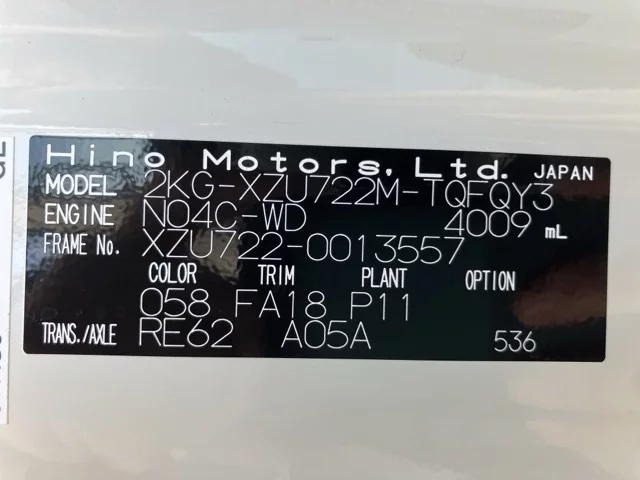 Hino Motors, Ltd. JAPAN
MODEL 2KG-XZU722M-TQFQY3
ENGINE N04C-WD 4009 mL
FRAME No. XZU722-0013557
COLOR TRIM PLANT OPTION
058 FA18 P11
TRANS./AXLE RE62 A05A 536